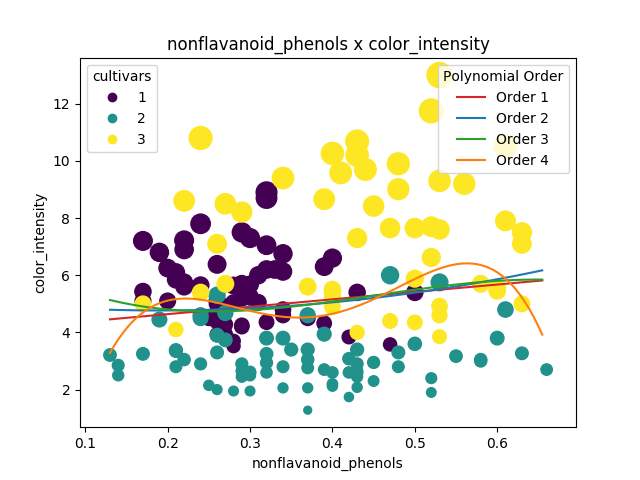 nonflavanoid_phenols x color_intensity
cultivars
1
2
3
Polynomial Order
Order 1
Order 2
Order 3
Order 4
color_intensity
12
10
8
6
4
2
0.1 0.2 0.3 0.4 0.5 0.6
nonflavanoid_phenols